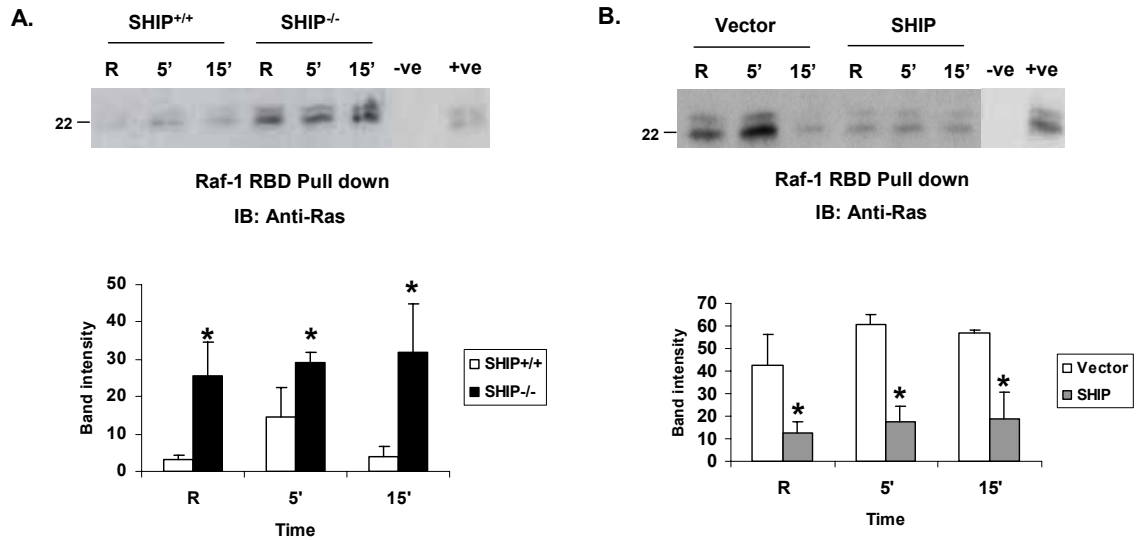 A.
SHIP+/+ SHIP-/-
R 5’ 15’ R 5’ 15’ -ve +ve
22
Raf-1 RBD Pull down
IB: Anti-Ras
50
40
30
20
10
0
Band intensity
* * *
R 5' 15'
Time
SHIP+/+
SHIP-/-
B.
Vector SHIP
R 5’ 15’ R 5’ 15’ -ve +ve
22
Raf-1 RBD Pull down
IB: Anti-Ras
70
60
50
40
30
20
10
0
Band intensity
* * *
R 5' 15'
Time
Vector
SHIP